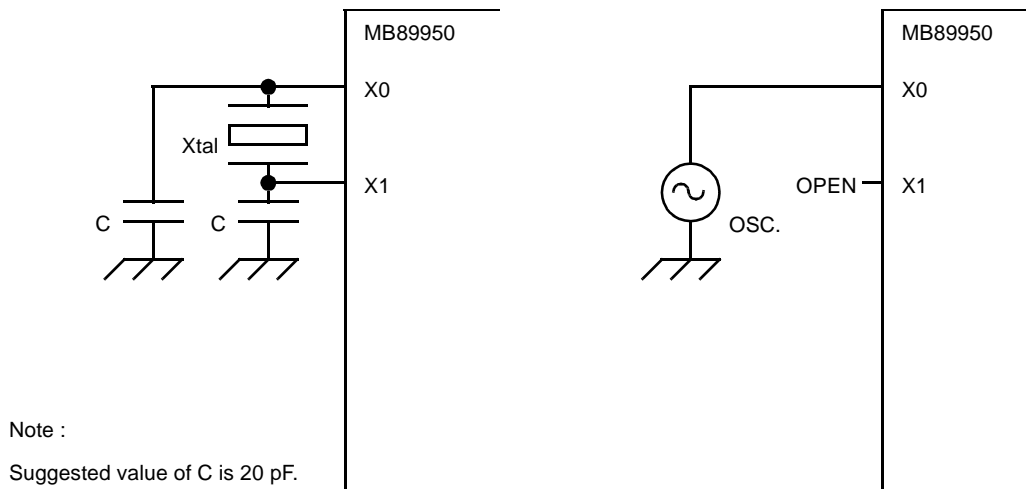 MB89950
X0
Xtal
X1
C
C
Note :
Suggested value of C is 20 pF.
MB89950
X0
OPEN
X1
OSC.